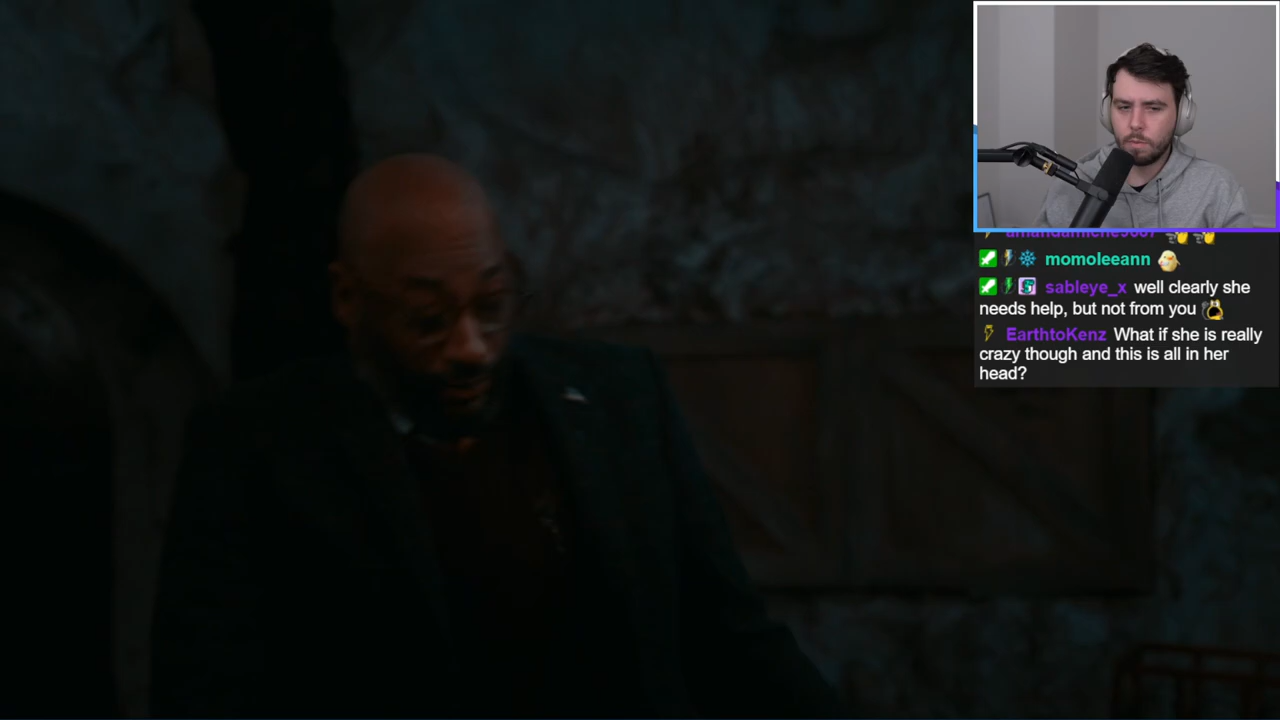 momoleeann
sableye_x well clearly she
needs help, but not from you
EarthtoKenz What if she is really
crazy though and this is all in her
head?